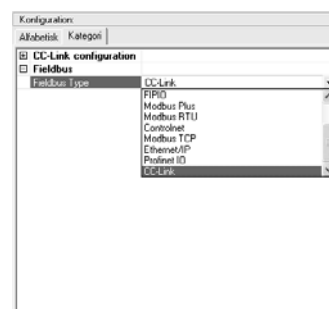 Konfiguration:
Alfabetisk Kategori
CC-Link configuration
Fieldbus
Fieldbus Type CC-Link
FIPIO
Modbus Plus
Modbus RTU
Controlnet
Modbus TCP
Ethernet/IP
Profinet IO
CC-Link